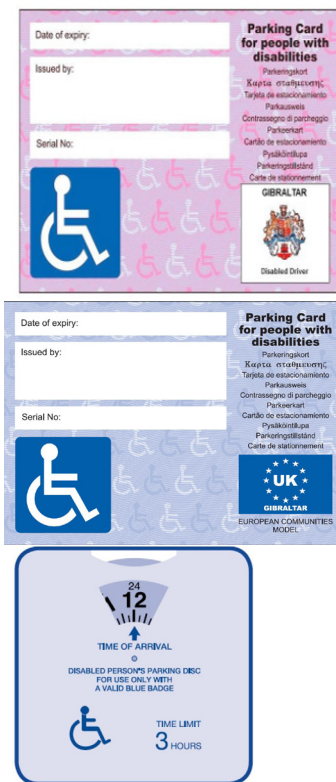 Date of expiry:
Issued by:
Serial No:
Parking Card
for people with
disabilities
Parkeringskort
Καρτα σταθμευσης
Tarjeta de estacionamiento
Parkausweis
Contrassegno di parcheggio
Parkeerkart
Cartão de estacionamento
Pysäköintilupa
Parkeringstillstånd
Carte de stationnement
GIBRALTAR
Disabled Driver
Date of expiry:
Issued by:
Serial No:
Parking Card
for people with
disabilities
Parkeringskort
Καρτα σταθμευσης
Tarjeta de estacionamiento
Parkausweis
Contrassegno di parcheggio
Parkeerkart
Cartão de estacionamento
Pysäköintilupa
Parkeringstillstånd
Carte de stationnement
UK
GIBRALTAR
EUROPEAN COMMUNITIES
MODEL
24
12
TIME OF ARRIVAL
DISABLED PERSON'S PARKING DISC
FOR USE ONLY WITH
A VALID BLUE BADGE
TIME LIMIT
3 HOURS